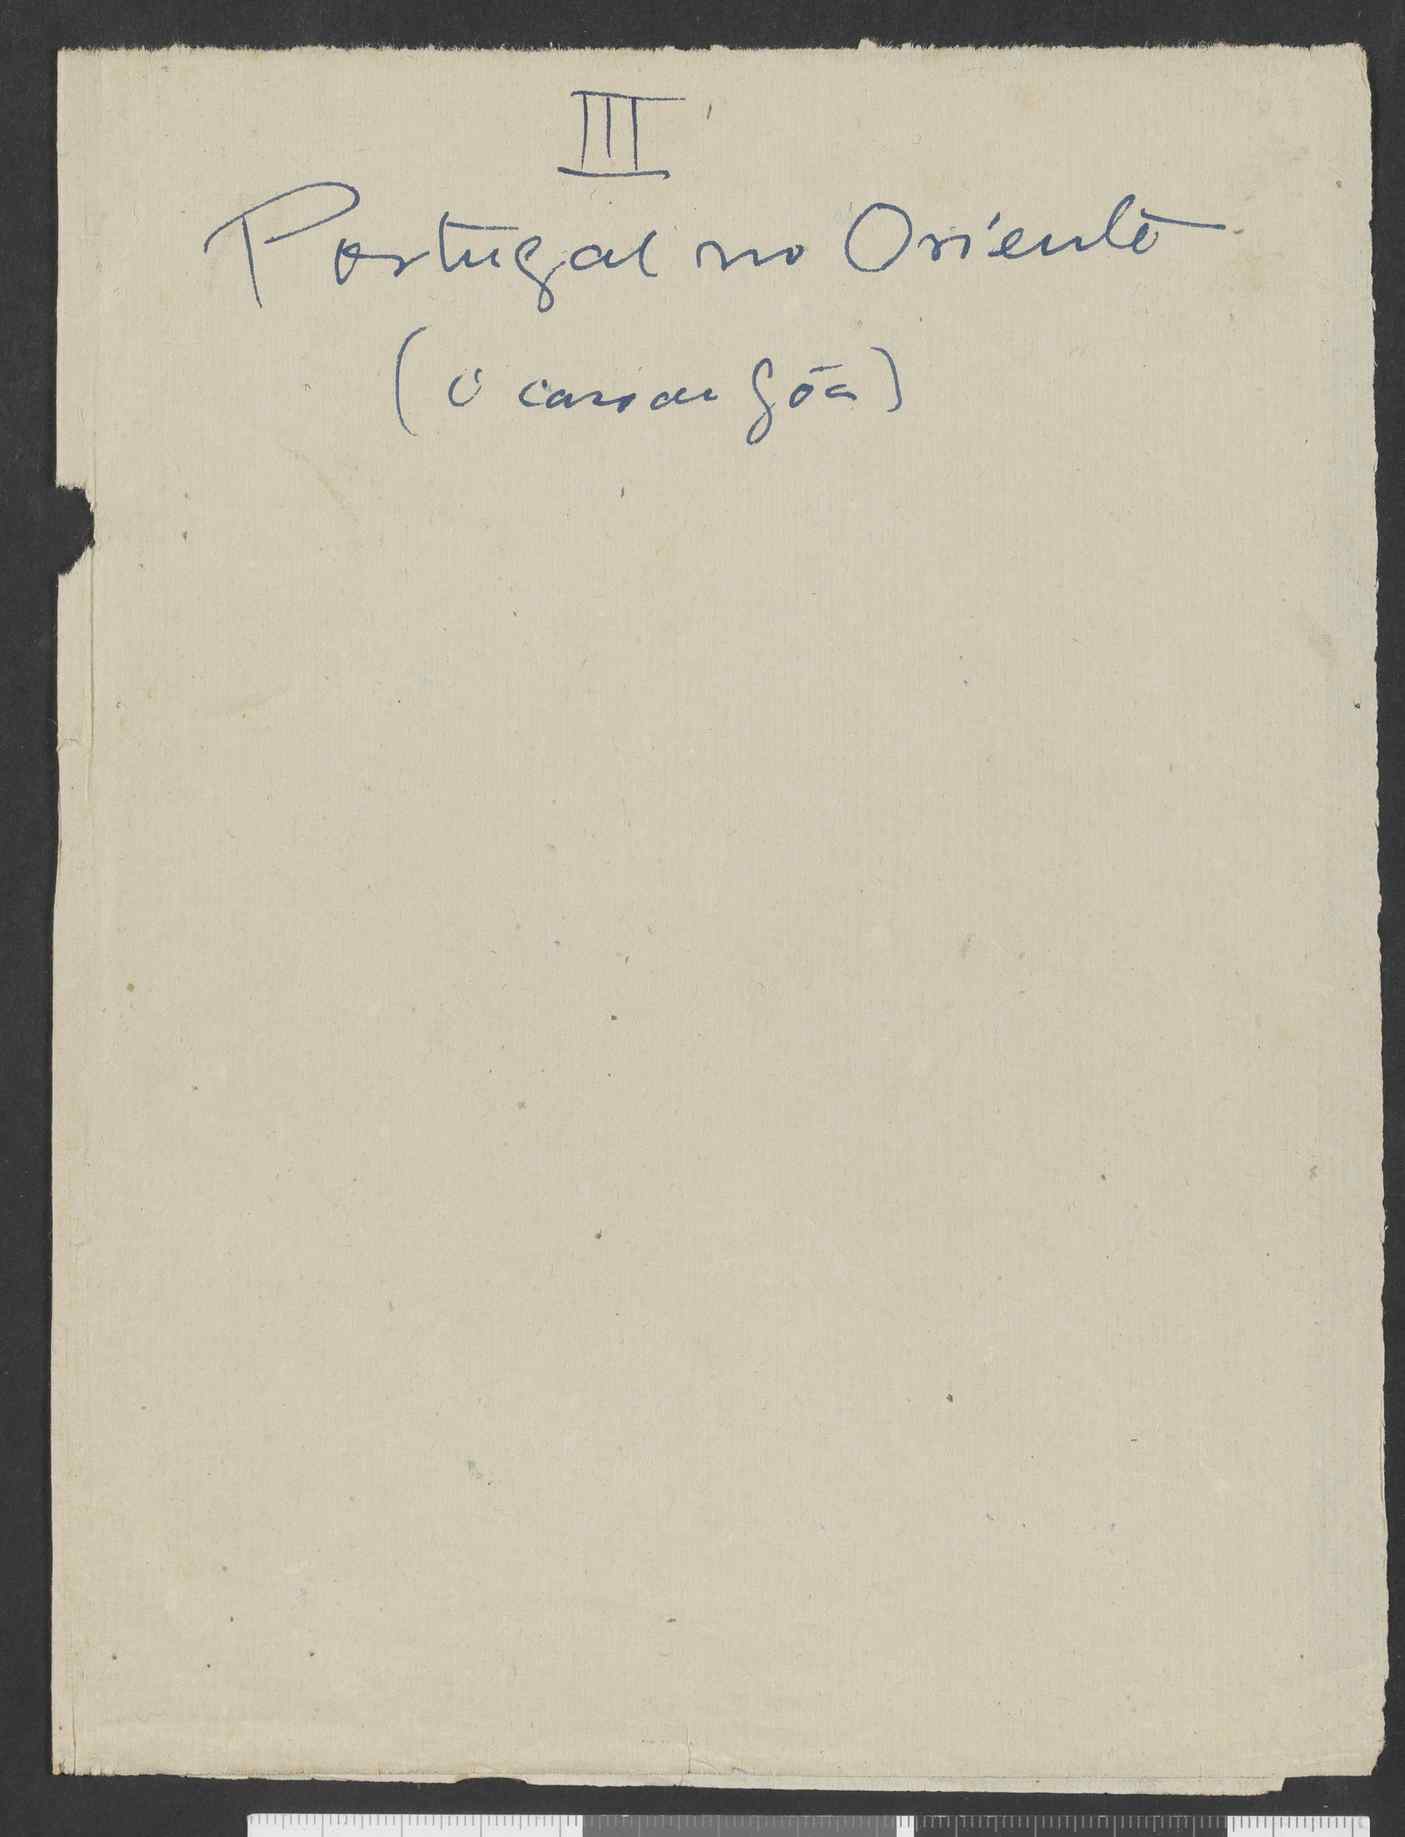 III
Portugal no Oriente
(o caso de Gôa)